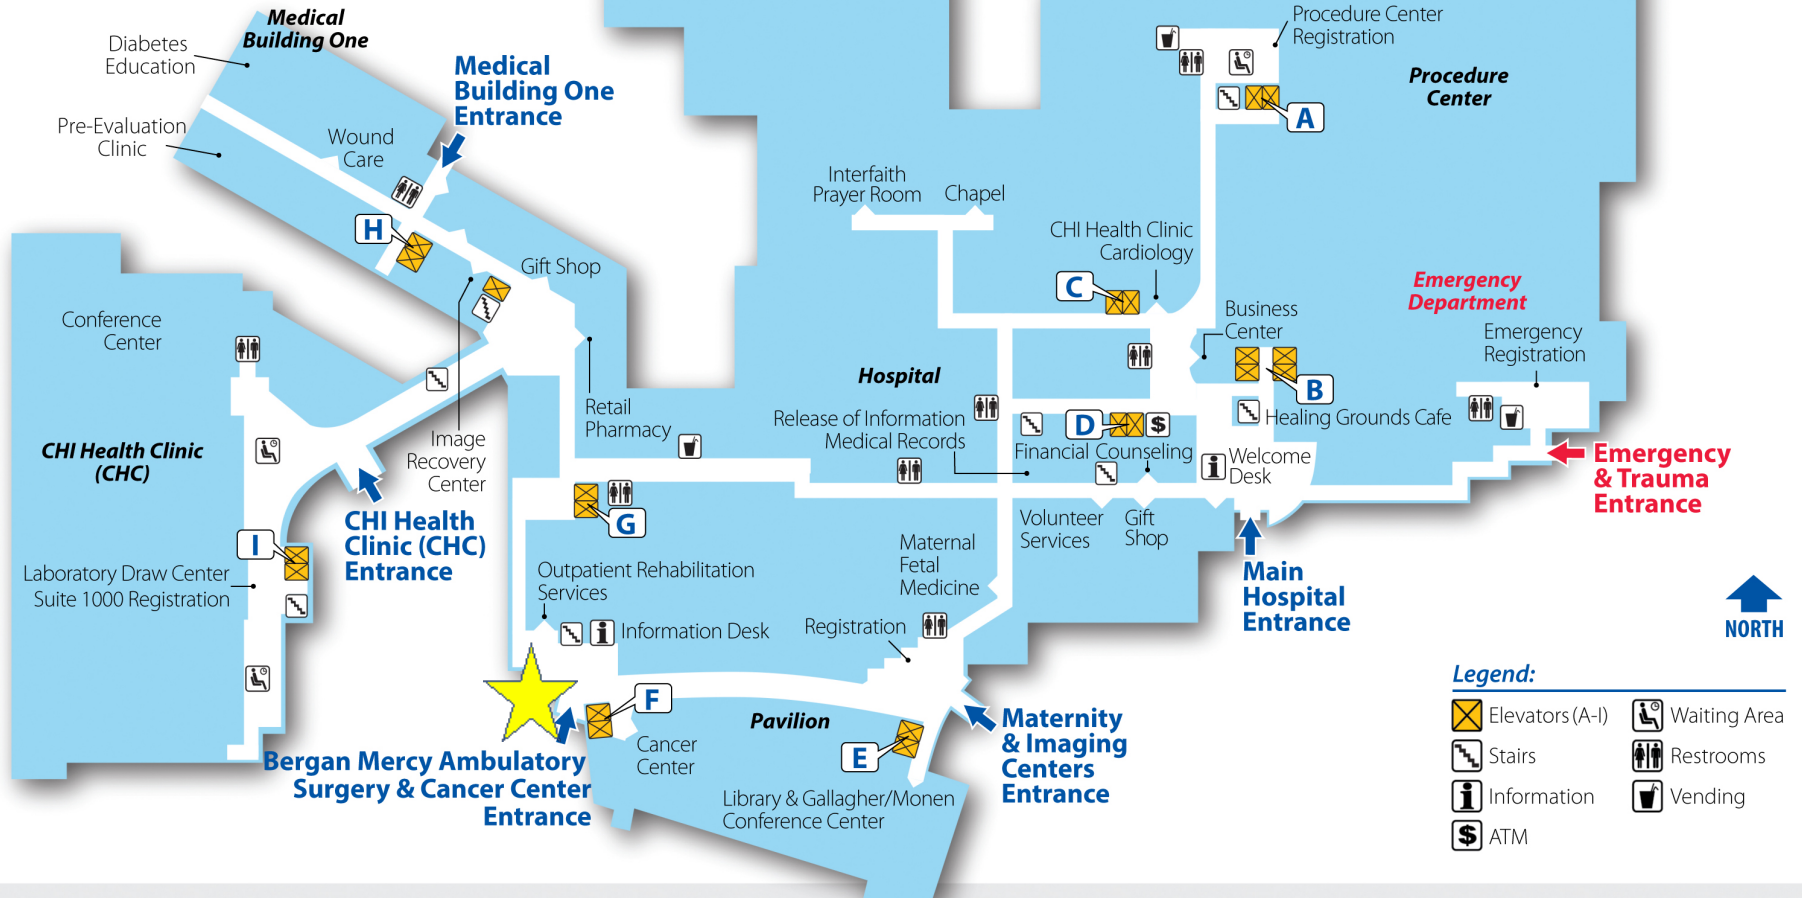 Medical
Building One
Diabetes
Education
Pre-Evaluation
Clinic
Wound
Care
Medical
Building One
Entrance
H
Gift Shop
Conference
Center
CHI Health Clinic
(CHC)
Image
Recovery
Center
Retail
Pharmacy
CHI Health
Clinic (CHC)
Entrance
I
Laboratory Draw Center
Suite 1000 Registration
G
Outpatient Rehabilitation
Services
Information Desk
F
Cancer
Center
Bergan Mercy Ambulatory
Surgery & Cancer Center
Entrance
Pavilion
E
Library & Gallagher/Monen
Conference Center
Registration
Maternal
Fetal
Medicine
Maternity
& Imaging
Centers
Entrance
Procedure Center
Registration
Procedure
Center
A
Interfaith
Prayer Room
Chapel
CHI Health Clinic
Cardiology
C
Business
Center
Emergency
Department
Emergency
Registration
B
Hospital
Release of Information
Medical Records
D
$
Healing Grounds Cafe
Financial Counseling
Welcome
Desk
Volunteer
Services
Gift
Shop
Emergency
& Trauma
Entrance
Main
Hospital
Entrance
NORTH
Legend:
Elevators (A-I)
Waiting Area
Stairs
Restrooms
i Information
Vending
$ ATM